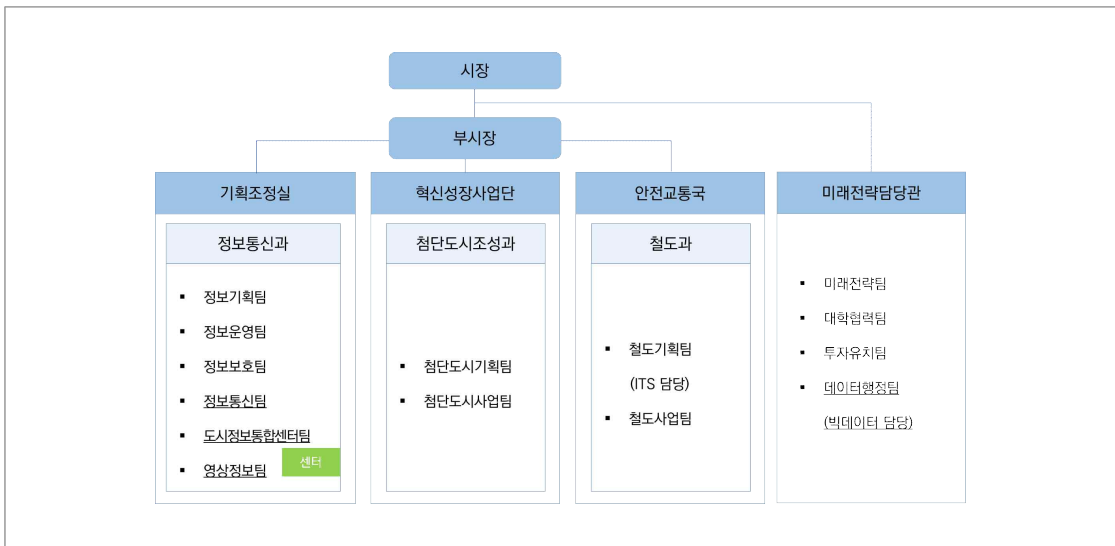 시장
부시장
기획조정실
정보통신과
▪ 정보기획팀
▪ 정보운영팀
▪ 정보보호팀
▪ 정보통신팀
▪ 도시정보통합센터팀
▪ 영상정보팀
센터
혁신성장사업단
첨단도시조성과
▪ 첨단도시기획팀
▪ 첨단도시사업팀
안전교통국
철도과
▪ 철도기획팀
(ITS 담당)
▪ 철도사업팀
미래전략담당관
▪ 미래전략팀
▪ 대학협력팀
▪ 투자유치팀
▪ 데이터행정팀
(빅데이터 담당)